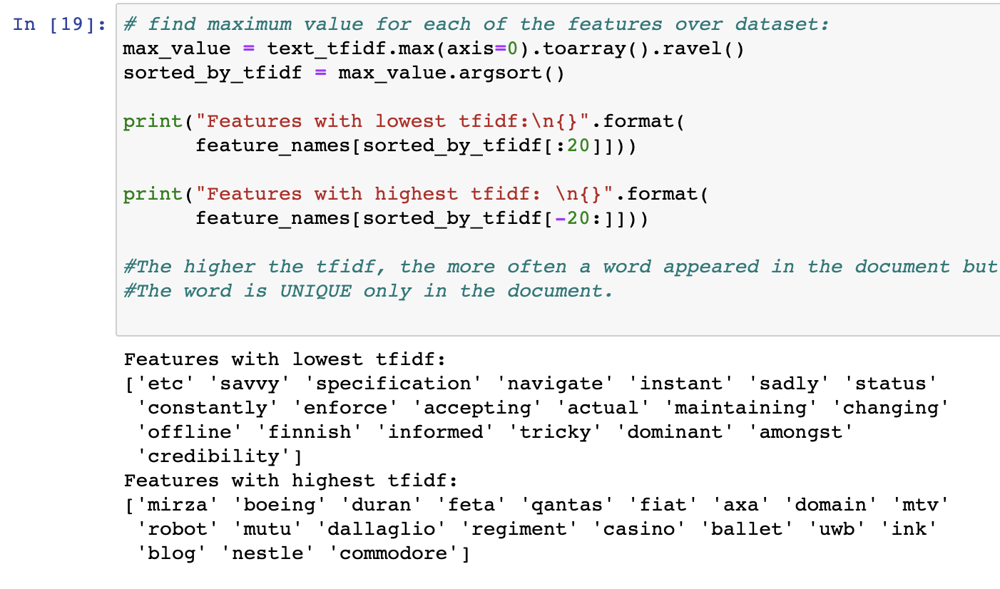 In [19]: # find maximum value for each of the features over dataset:
max_value = text_tfidf.max(axis=0).toarray().ravel()
sorted_by_tfidf = max_value.argsort()
print("Features with lowest tfidf:\n{}".format(
feature_names[sorted_by_tfidf[:20]]))
print("Features with highest tfidf: \n{}".format(
feature_names[sorted_by_tfidf[-20:]]))
#The higher the tfidf, the more often a word appeared in the document but
#The word is UNIQUE only in the document.
Features with lowest tfidf:
['etc' 'savvy' 'specification' 'navigate' 'instant' 'sadly' 'status'
'constantly' 'enforce' 'accepting' 'actual' 'maintaining' 'changing'
'offline' 'finnish' 'informed' 'tricky' 'dominant' 'amongst'
'credibility']
Features with highest tfidf:
['mirza' 'boeing' 'duran' 'feta' 'qantas' 'fiat' 'axa' 'domain' 'mtv'
'robot' 'mutu' 'dallaglio' 'regiment' 'casino' 'ballet' 'uwb' 'ink'
'blog' 'nestle' 'commodore']